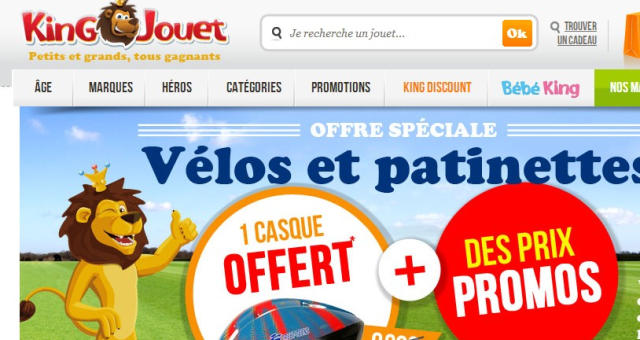 King Jouet
Petits et grands, tous gagnants
Je recherche un jouet...
Ok
TROUVER
UN CADEAU
ÂGE
MARQUES
HÉROS
CATÉGORIES
PROMOTIONS
KING DISCOUNT
Bébé King
NOS MA
OFFRE SPÉCIALE
Vélos et patinettes
1 CASQUE
OFFERT*
+
DES PRIX
PROMOS